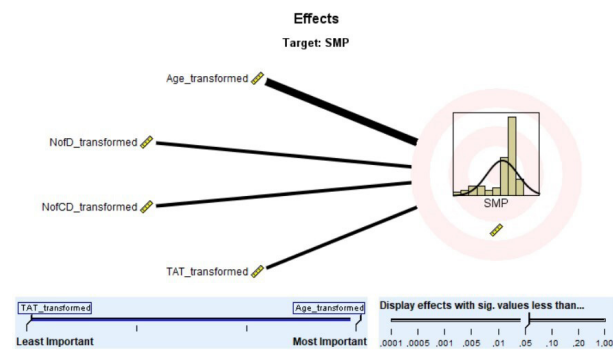 Effects
Target: SMP
Age_transformed
NofD_transformed
NofCD_transformed
TAT_transformed
SMP
TAT_transformed
Age_transformed
Least Important
Most Important
Display effects with sig. values less than...
,0001 ,0005 ,001 ,005 ,01 ,05 ,10 ,20 1,00